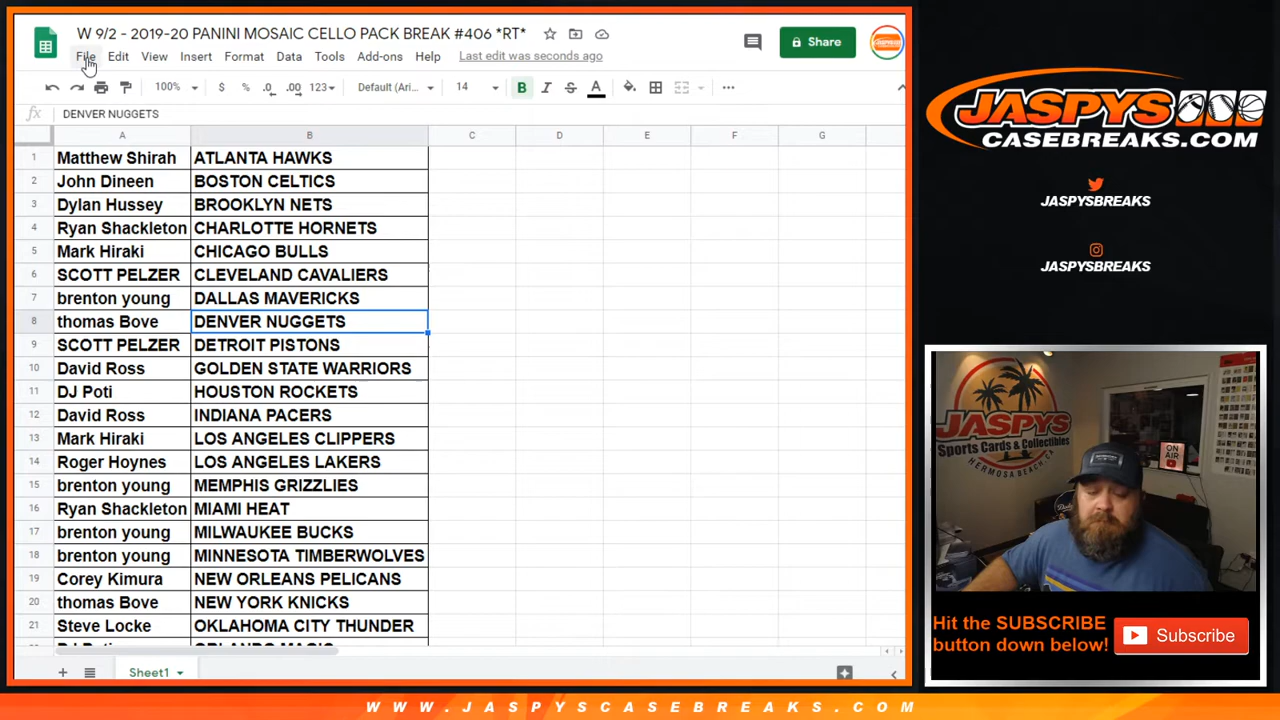 W 9/2 - 2019-20 PANINI MOSAIC CELLO PACK BREAK #406 *RT*
File Edit View Insert Format Data Tools Add-ons Help Last edit was seconds ago
Share
100% $ % .0 .00 123 Default (Ari... 14 B I S A
fx DENVER NUGGETS
A B C D E F G
1 Matthew Shirah ATLANTA HAWKS
2 John Dineen BOSTON CELTICS
3 Dylan Hussey BROOKLYN NETS
4 Ryan Shackleton CHARLOTTE HORNETS
5 Mark Hiraki CHICAGO BULLS
6 SCOTT PELZER CLEVELAND CAVALIERS
7 brenton young DALLAS MAVERICKS
8 thomas Bove DENVER NUGGETS
9 SCOTT PELZER DETROIT PISTONS
10 David Ross GOLDEN STATE WARRIORS
11 DJ Poti HOUSTON ROCKETS
12 David Ross INDIANA PACERS
13 Mark Hiraki LOS ANGELES CLIPPERS
14 Roger Hoynes LOS ANGELES LAKERS
15 brenton young MEMPHIS GRIZZLIES
16 Ryan Shackleton MIAMI HEAT
17 brenton young MILWAUKEE BUCKS
18 brenton young MINNESOTA TIMBERWOLVES
19 Corey Kimura NEW ORLEANS PELICANS
20 thomas Bove NEW YORK KNICKS
21 Steve Locke OKLAHOMA CITY THUNDER
Sheet1
JASPYS
CASEBREAKS.COM
JASPYSBREAKS
JASPYSBREAKS
JASPYS
Sports Cards & Collectibles
HERMOSA BEACH, CA
ON
AIR
Hit the SUBSCRIBE
button down below!
Subscribe
WWW.JASPYSCASEBREAKS.COM